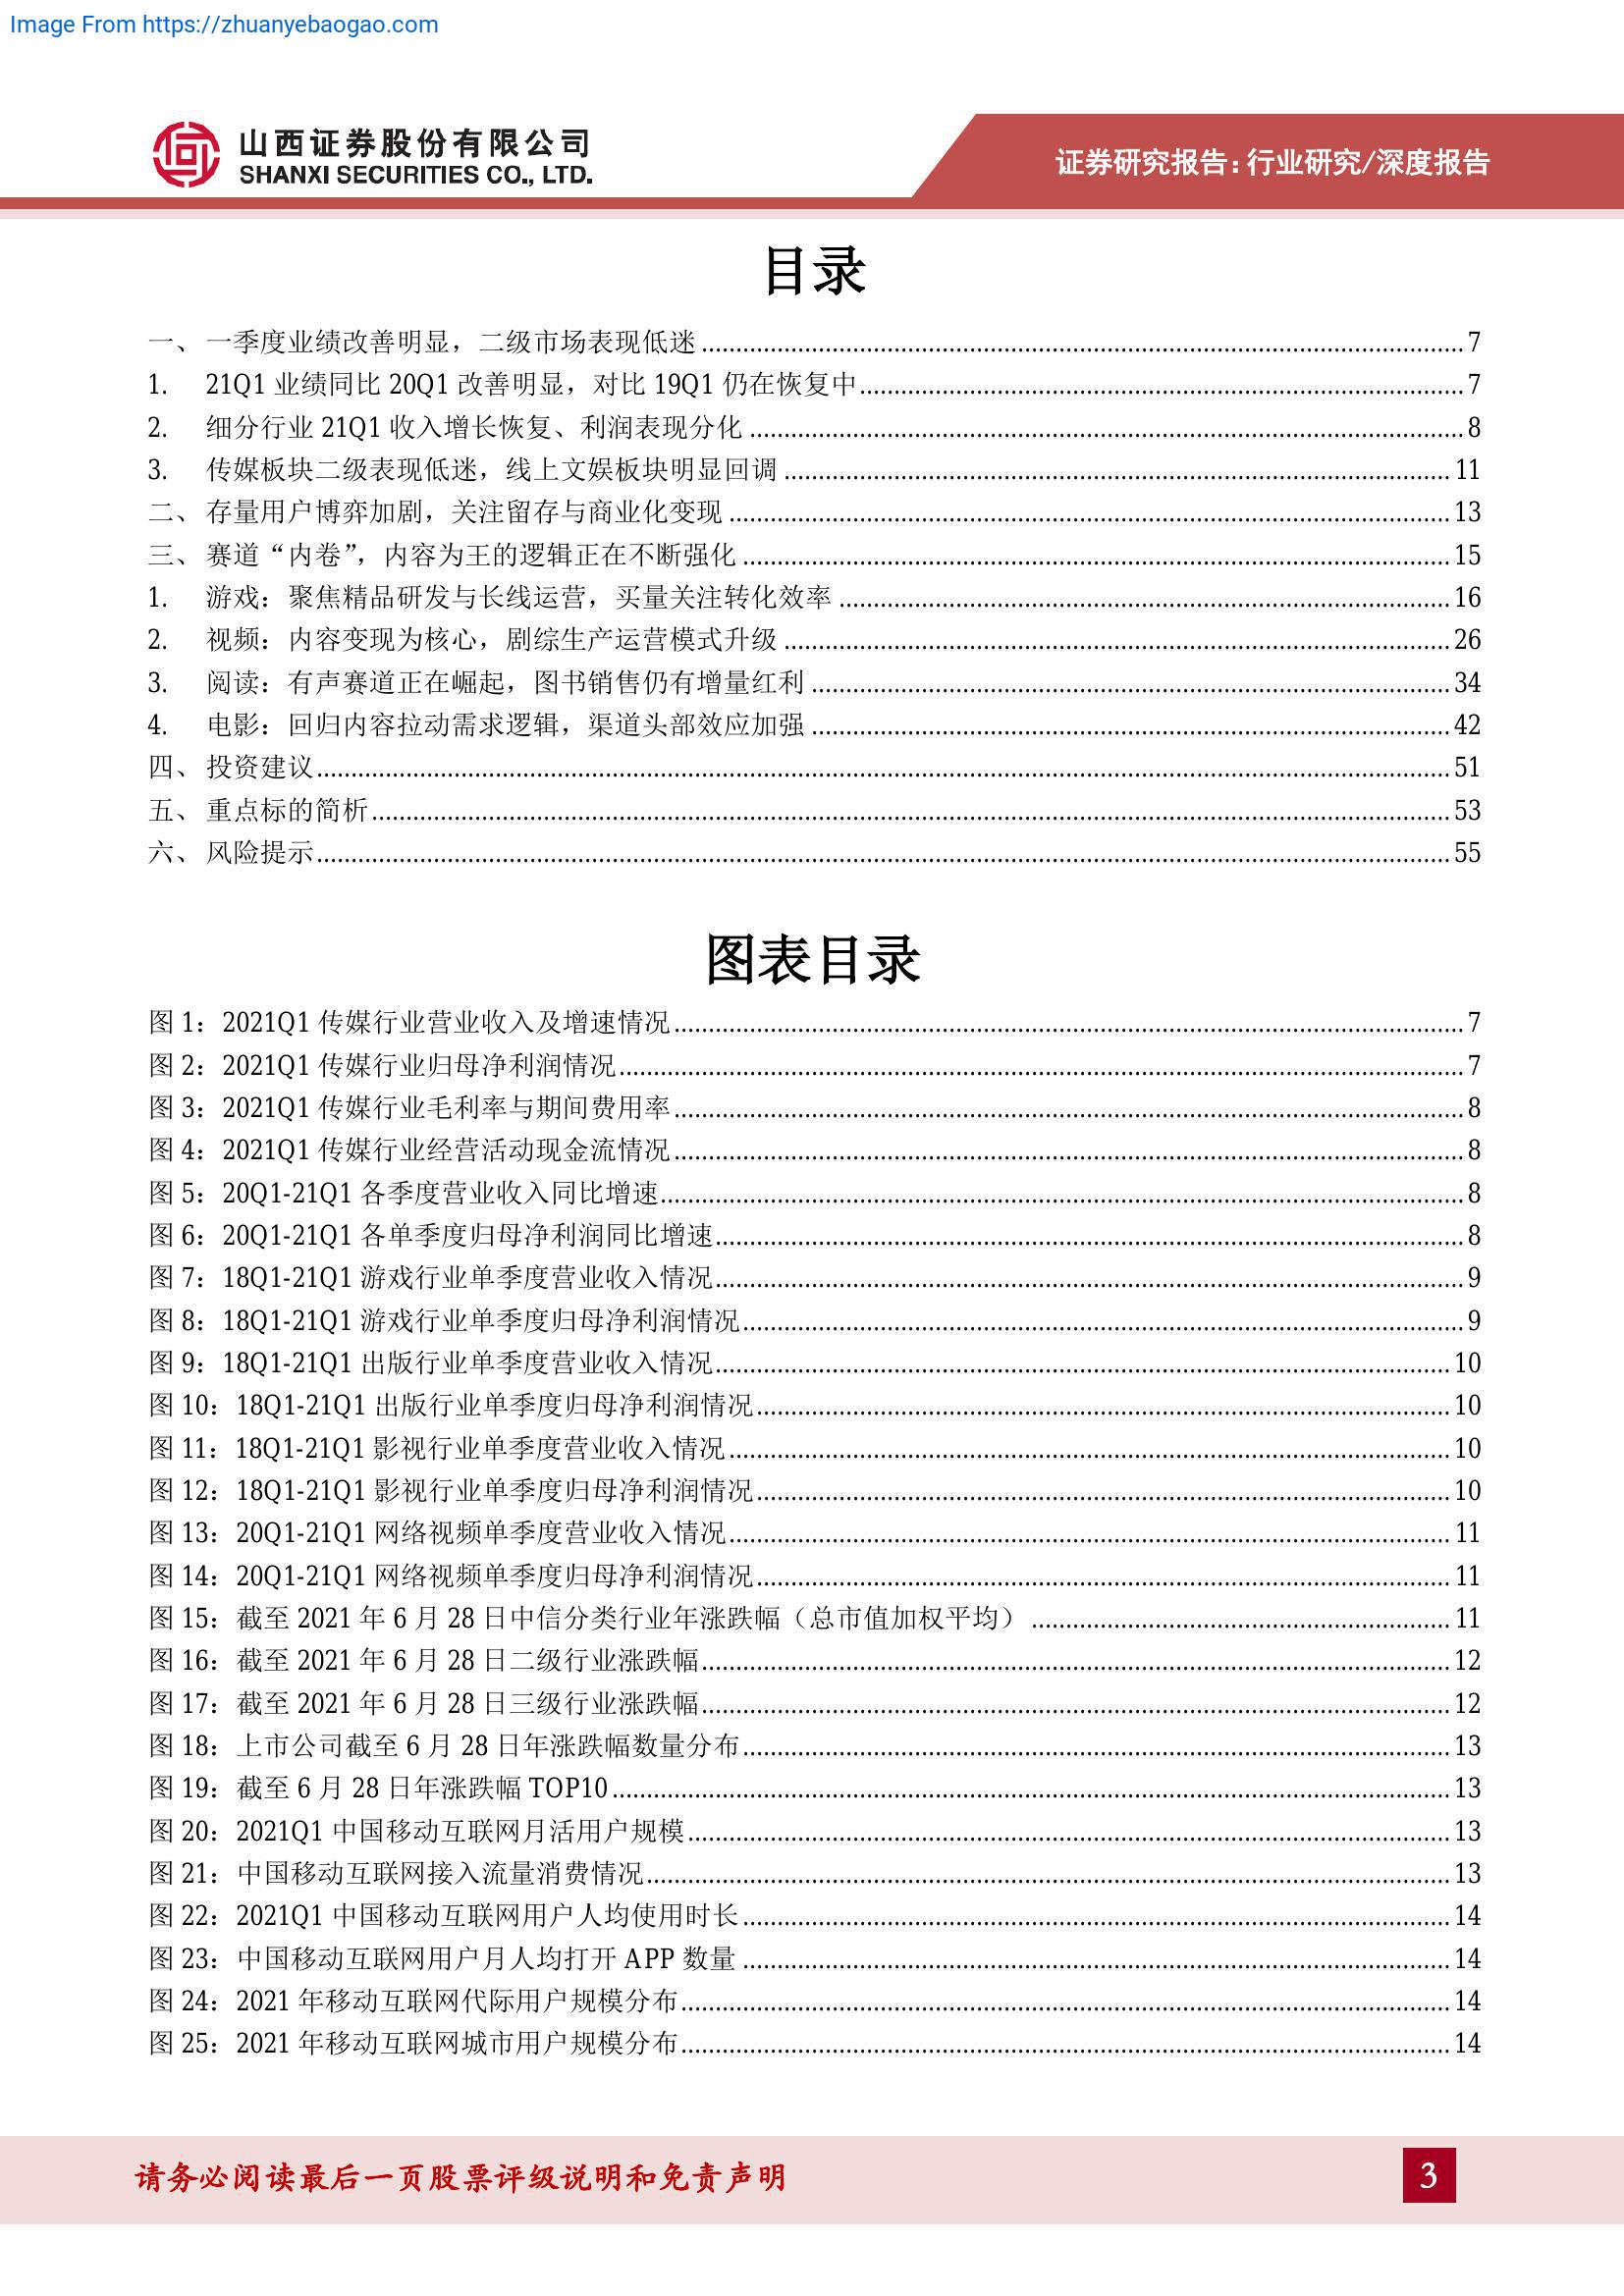 Image From https://zhuanyebaogao.com
山西证券股份有限公司
SHANXI SECURITIES CO., LTD.
证券研究报告:行业研究/深度报告
目录
一、 一季度业绩改善明显，二级市场表现低迷 7
1. 21Q1 业绩同比 20Q1 改善明显，对比 19Q1 仍在恢复中 7
2. 细分行业 21Q1 收入增长恢复、利润表现分化 8
3. 传媒板块二级表现低迷，线上文娱板块明显回调 11
二、 存量用户博弈加剧，关注留存与商业化变现 13
三、 赛道“内卷”，内容为王的逻辑正在不断强化 15
1. 游戏：聚焦精品研发与长线运营，买量关注转化效率 16
2. 视频：内容变现为核心，剧综生产运营模式升级 26
3. 阅读：有声赛道正在崛起，图书销售仍有增量红利 34
4. 电影：回归内容拉动需求逻辑，渠道头部效应加强 42
四、 投资建议 51
五、 重点标的简析 53
六、 风险提示 55
图表目录
图 1：2021Q1 传媒行业营业收入及增速情况 7
图 2：2021Q1 传媒行业归母净利润情况 7
图 3：2021Q1 传媒行业毛利率与期间费用率 8
图 4：2021Q1 传媒行业经营活动现金流情况 8
图 5：20Q1-21Q1 各季度营业收入同比增速 8
图 6：20Q1-21Q1 各单季度归母净利润同比增速 8
图 7：18Q1-21Q1 游戏行业单季度营业收入情况 9
图 8：18Q1-21Q1 游戏行业单季度归母净利润情况 9
图 9：18Q1-21Q1 出版行业单季度营业收入情况 10
图 10：18Q1-21Q1 出版行业单季度归母净利润情况 10
图 11：18Q1-21Q1 影视行业单季度营业收入情况 10
图 12：18Q1-21Q1 影视行业单季度归母净利润情况 10
图 13：20Q1-21Q1 网络视频单季度营业收入情况 11
图 14：20Q1-21Q1 网络视频单季度归母净利润情况 11
图 15：截至 2021 年 6 月 28 日中信分类行业年涨跌幅（总市值加权平均） 11
图 16：截至 2021 年 6 月 28 日二级行业涨跌幅 12
图 17：截至 2021 年 6 月 28 日三级行业涨跌幅 12
图 18：上市公司截至 6 月 28 日年涨跌幅数量分布 13
图 19：截至 6 月 28 日年涨跌幅 TOP10 13
图 20：2021Q1 中国移动互联网月活用户规模 13
图 21：中国移动互联网接入流量消费情况 13
图 22：2021Q1 中国移动互联网用户人均使用时长 14
图 23：中国移动互联网用户月人均打开 APP 数量 14
图 24：2021 年移动互联网代际用户规模分布 14
图 25：2021 年移动互联网城市用户规模分布 14
请务必阅读最后一页股票评级说明和免责声明
3